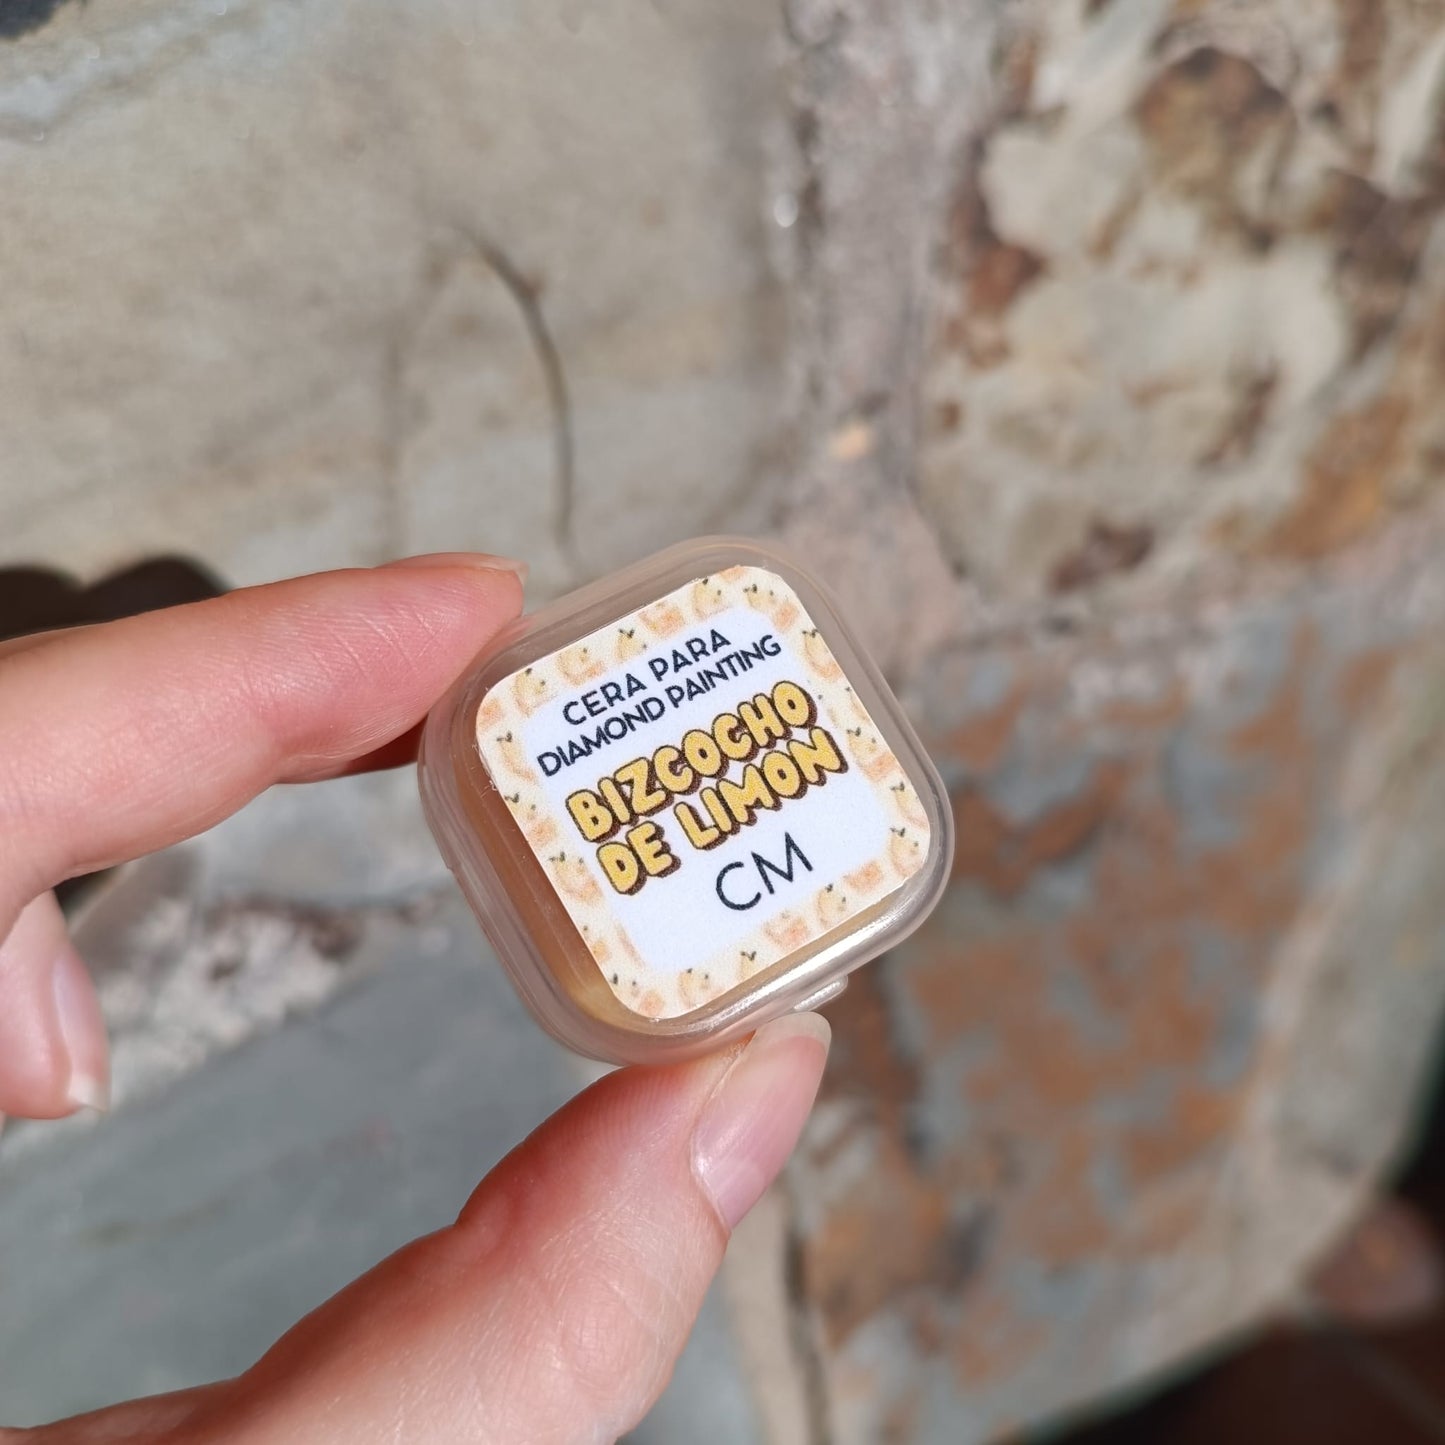 CERA PARA
DIAMOND PAINTING
BIZCOCHO
DE LIMON
CM